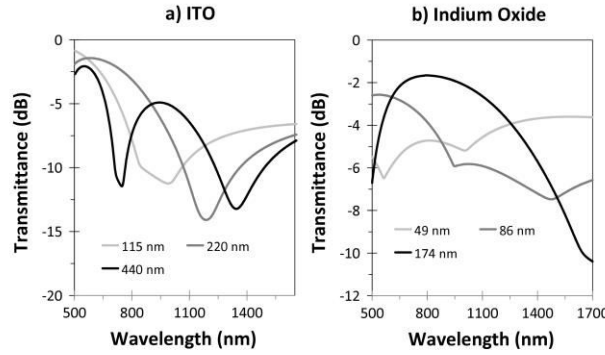 a) ITO
b) Indium Oxide
Transmittance (dB)
0
-5
-10
-15
-20
500
800
1100
1400
Wavelength (nm)
115 nm
220 nm
440 nm
Transmittance (dB)
0
-2
-4
-6
-8
-10
-12
500
800
1100
1400
1700
Wavelength (nm)
49 nm
86 nm
174 nm